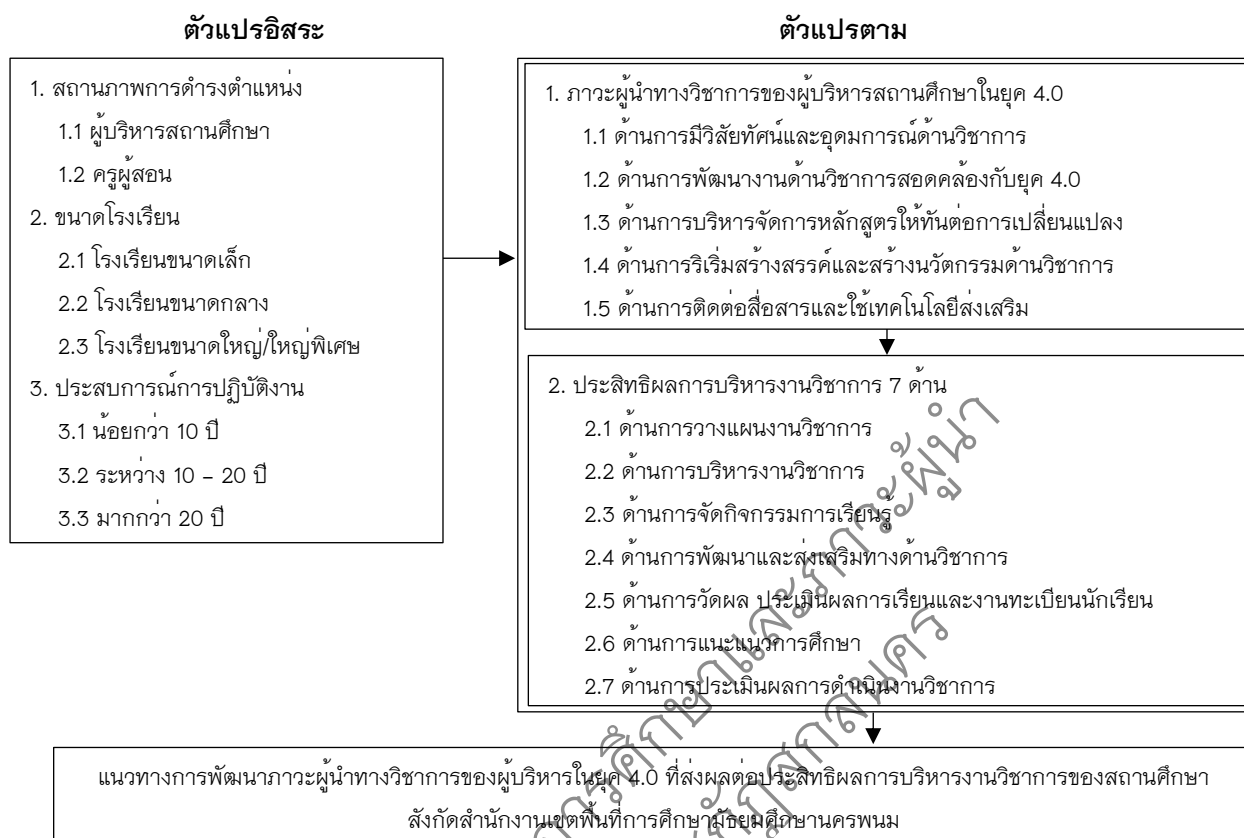 ตัวแปรอิสระ
1. สถานภาพการดำรงตำแหน่ง
1.1 ผู้บริหารสถานศึกษา
1.2 ครูผู้สอน
2. ขนาดโรงเรียน
2.1 โรงเรียนขนาดเล็ก
2.2 โรงเรียนขนาดกลาง
2.3 โรงเรียนขนาดใหญ่/ใหญ่พิเศษ
3. ประสบการณ์การปฏิบัติงาน
3.1 น้อยกว่า 10 ปี
3.2 ระหว่าง 10 – 20 ปี
3.3 มากกว่า 20 ปี
ตัวแปรตาม
1. ภาวะผู้นำทางวิชาการของผู้บริหารสถานศึกษาในยุค 4.0
1.1 ด้านการมีวิสัยทัศน์และอุดมการณ์ด้านวิชาการ
1.2 ด้านการพัฒนางานด้านวิชาการสอดคล้องกับยุค 4.0
1.3 ด้านการบริหารจัดการหลักสูตรให้ทันต่อการเปลี่ยนแปลง
1.4 ด้านการริเริ่มสร้างสรรค์และสร้างนวัตกรรมด้านวิชาการ
1.5 ด้านการติดต่อสื่อสารและใช้เทคโนโลยีส่งเสริม
2. ประสิทธิผลการบริหารงานวิชาการ 7 ด้าน
2.1 ด้านการวางแผนงานวิชาการ
2.2 ด้านการบริหารงานวิชาการ
2.3 ด้านการจัดกิจกรรมการเรียนรู้
2.4 ด้านการพัฒนาและส่งเสริมทางด้านวิชาการ
2.5 ด้านการวัดผล ประเมินผลการเรียนและงานทะเบียนนักเรียน
2.6 ด้านการแนะแนวการศึกษา
2.7 ด้านการประเมินผลการดำเนินงานวิชาการ
แนวทางการพัฒนาภาวะผู้นำทางวิชาการของผู้บริหารในยุค 4.0 ที่ส่งผลต่อประสิทธิผลการบริหารงานวิชาการของสถานศึกษา
สังกัดสำนักงานเขตพื้นที่การศึกษามัธยมศึกษานครพนม
การศึกษาและภาวะผู้นำ
สกลนคร